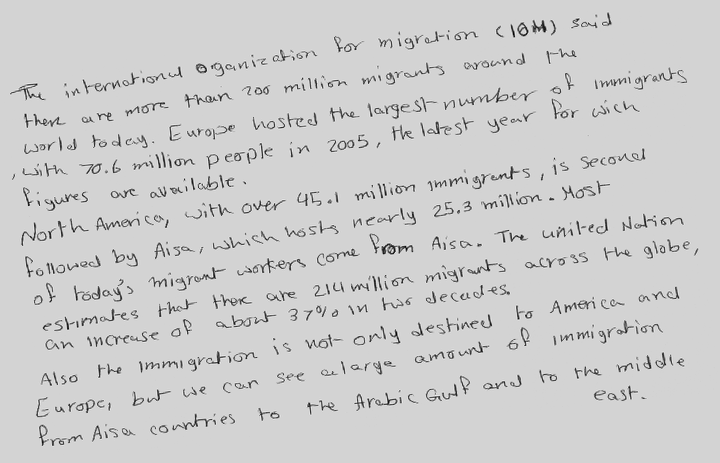 The international Oganization for migration (IOM) said
there are more than 200 million migrants around the
world today. Europe hosted the largest number of immigrants
, with 70.6 million people in 2005, the latest year for wich
figures are available.
North America, with over 45.1 million immigrants, is second
followed by Aisa, which hosts nearly 25.3 million. Most
of today's migrant workers come from Aisa. The united Nation
estimates that there are 214 million migrants across the globe,
an increase of about 37% in two decades.
Also the immigration is not only destined to America and
Europe, but we can see a large amount of immigration
from Aisa countries to the Arabic Gulf and to the middle
east.